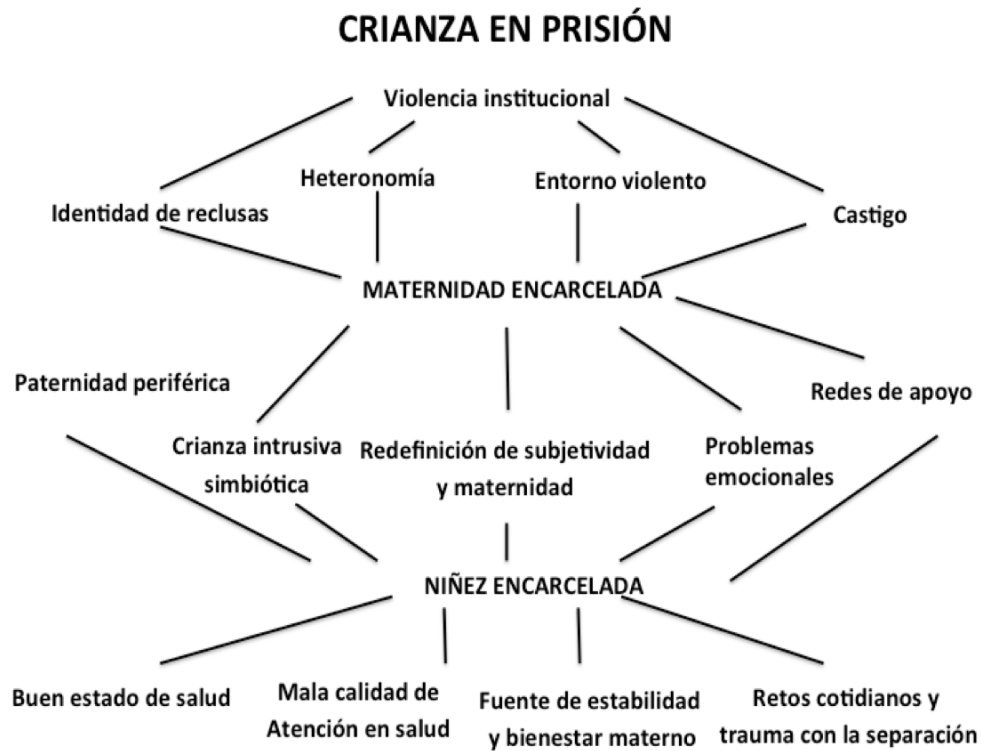 CRIANZA EN PRISIÓN
Violencia institucional
Heteronomía
Entorno violento
Identidad de reclusas
Castigo
MATERNIDAD ENCARCELADA
Paternidad periférica
Redes de apoyo
Crianza intrusiva
simbiótica
Redefinición de subjetividad
y maternidad
Problemas
emocionales
NIÑEZ ENCARCELADA
Buen estado de salud
Mala calidad de
Atención en salud
Fuente de estabilidad
y bienestar materno
Retos cotidianos y
trauma con la separación